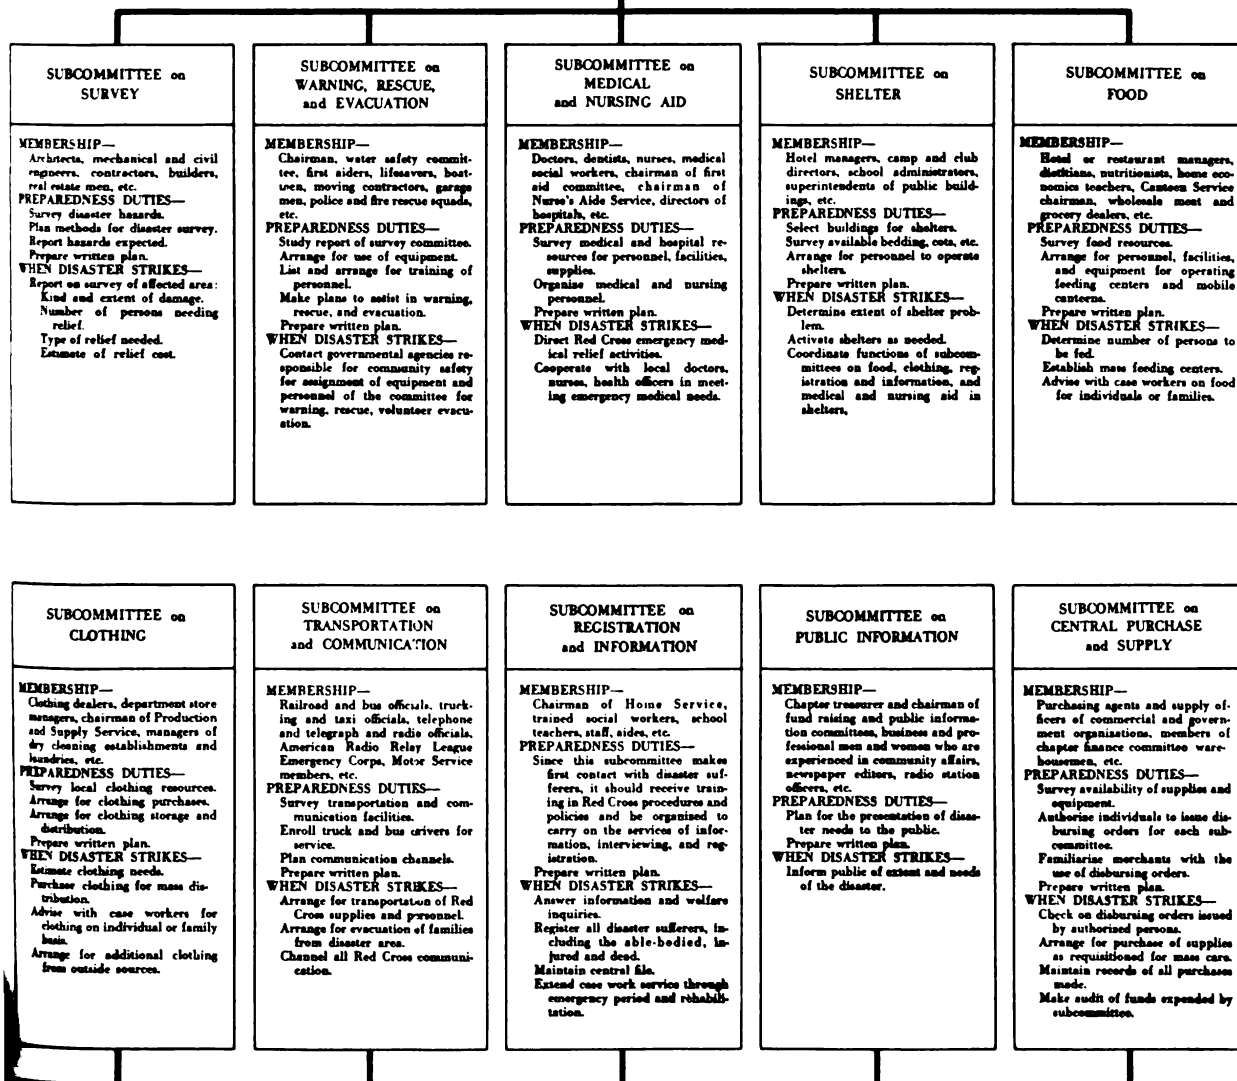 SUBCOMMITTEE on
SURVEY
MEMBERSHIP—
Architects, mechanical and civil
engineers, contractors, builders,
real estate men, etc.
PREPAREDNESS DUTIES—
Survey disaster hazards.
Plan methods for disaster survey.
Report hazards expected.
Prepare written plan.
WHEN DISASTER STRIKES—
Report on survey of affected area:
Kind and extent of damage.
Number of persons needing
relief.
Type of relief needed.
Estimate of relief cost.
SUBCOMMITTEE on
WARNING, RESCUE,
and EVACUATION
MEMBERSHIP—
Chairman, water safety commit-
tee, first aiders, lifesavers, boat-
men, moving contractors, garage
men, police and fire rescue squads,
etc.
PREPAREDNESS DUTIES—
Study report of survey committee.
Arrange for use of equipment.
List and arrange for training of
personnel.
Make plans to assist in warning,
rescue, and evacuation.
Prepare written plan.
WHEN DISASTER STRIKES—
Contact governmental agencies re-
sponsible for community safety
for assignment of equipment and
personnel of the committee for
warning, rescue, volunteer evacu-
ation.
SUBCOMMITTEE on
MEDICAL
and NURSING AID
MEMBERSHIP—
Doctors, dentists, nurses, medical
social workers, chairman of first
aid committee, chairman of
Nurse's Aide Service, directors of
hospitals, etc.
PREPAREDNESS DUTIES—
Survey medical and hospital re-
sources for personnel, facilities,
supplies.
Organize medical and nursing
personnel.
Prepare written plan.
WHEN DISASTER STRIKES—
Direct Red Cross emergency med-
ical relief activities.
Cooperate with local doctors,
nurses, health officers in meet-
ing emergency medical needs.
SUBCOMMITTEE on
SHELTER
MEMBERSHIP—
Hotel managers, camp and club
directors, school administrators,
superintendents of public build-
ings, etc.
PREPAREDNESS DUTIES—
Select buildings for shelters.
Survey available bedding, cots, etc.
Arrange for personnel to operate
shelters.
Prepare written plan.
WHEN DISASTER STRIKES—
Determine extent of shelter prob-
lem.
Activate shelters as needed.
Coordinate functions of subcom-
mittees on food, clothing, reg-
istration and information, and
medical and nursing aid in
shelters,
SUBCOMMITTEE on
FOOD
MEMBERSHIP—
Hotel or restaurant managers,
dietitians, nutritionists, home eco-
nomics teachers, Canteen Service
chairman, wholesale meat and
grocery dealers, etc.
PREPAREDNESS DUTIES—
Survey food resources.
Arrange for personnel, facilities,
and equipment for operating
feeding centers and mobile
canteens.
Prepare written plan.
WHEN DISASTER STRIKES—
Determine number of persons to
be fed.
Establish mass feeding centers.
Advise with case workers on food
for individuals or families.
SUBCOMMITTEE on
CLOTHING
MEMBERSHIP—
Clothing dealers, department store
managers, chairman of Production
and Supply Service, managers of
dry cleaning establishments and
laundries, etc.
PREPAREDNESS DUTIES—
Survey local clothing resources.
Arrange for clothing purchases.
Arrange for clothing storage and
distribution.
Prepare written plan.
WHEN DISASTER STRIKES—
Estimate clothing needs.
Purchase clothing for mass dis-
tribution.
Advise with case workers for
clothing on individual or family
basis.
Arrange for additional clothing
from outside sources.
SUBCOMMITTEE on
TRANSPORTATION
and COMMUNICATION
MEMBERSHIP—
Railroad and bus officials, truck-
ing and taxi officials, telephone
and telegraph and radio officials,
American Radio Relay League
Emergency Corps, Motor Service
members, etc.
PREPAREDNESS DUTIES—
Survey transportation and com-
munication facilities.
Enroll truck and bus drivers for
service.
Plan communication channels.
Prepare written plan.
WHEN DISASTER STRIKES—
Arrange for transportation of Red
Cross supplies and personnel.
Arrange for evacuation of families
from disaster area.
Channel all Red Cross communi-
cation.
SUBCOMMITTEE on
REGISTRATION
and INFORMATION
MEMBERSHIP—
Chairman of Home Service,
trained social workers, school
teachers, staff, aides, etc.
PREPAREDNESS DUTIES—
Since this subcommittee makes
first contact with disaster suf-
ferers, it should receive train-
ing in Red Cross procedures and
policies and be organized to
carry on the services of infor-
mation, interviewing, and reg-
istration.
Prepare written plan.
WHEN DISASTER STRIKES—
Answer information and welfare
inquiries.
Register all disaster sufferers, in-
cluding the able-bodied, in-
jured and dead.
Maintain central file.
Extend case work service through
emergency period and rehabili-
tation.
SUBCOMMITTEE on
PUBLIC INFORMATION
MEMBERSHIP—
Chapter treasurer and chairman of
fund raising and public informa-
tion committees, business and pro-
fessional men and women who are
experienced in community affairs,
newspaper editors, radio station
officers, etc.
PREPAREDNESS DUTIES—
Plan for the presentation of disas-
ter needs to the public.
Prepare written plan.
WHEN DISASTER STRIKES—
Inform public of extent and needs
of the disaster.
SUBCOMMITTEE on
CENTRAL PURCHASE
and SUPPLY
MEMBERSHIP—
Purchasing agents and supply of-
ficers of commercial and govern-
ment organizations, members of
chapter finance committee ware-
housemen, etc.
PREPAREDNESS DUTIES—
Survey availability of supplies and
equipment.
Authorize individuals to issue dis-
bursing orders for each sub-
committee.
Familiarize merchants with the
use of disbursing orders.
Prepare written plan.
WHEN DISASTER STRIKES—
Check on disbursing orders issued
by authorized persons.
Arrange for purchase of supplies
as requisitioned for mass care.
Maintain records of all purchases
made.
Make audit of funds expended by
subcommittee.